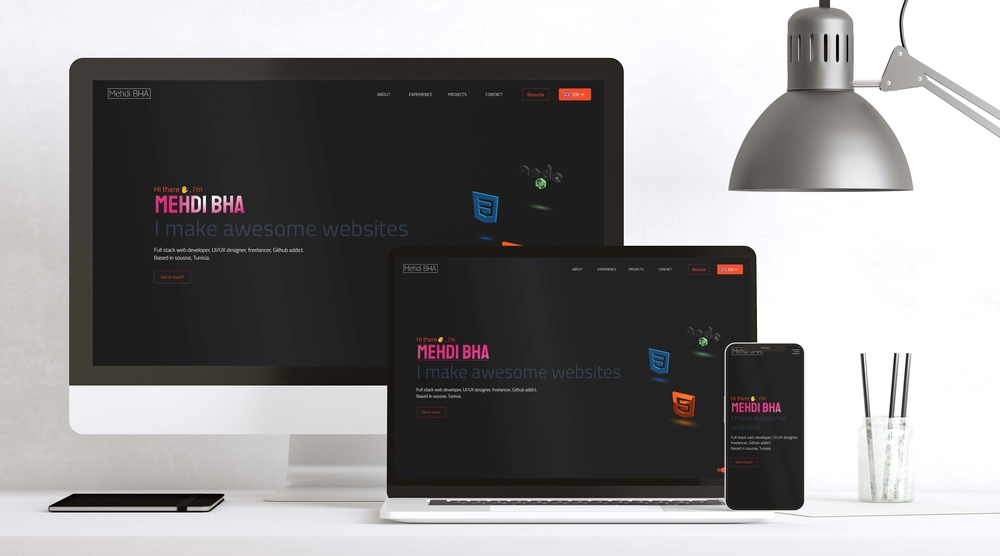 Mehdi BHA
ABOUT EXPERIENCE PROJECTS CONTACT Resume EN
Hi there 👋, I'm
MEHDI BHA
I make awesome websites
Full stack web developer, UI/UX designer, freelancer, Github addict.
Based in sousse, Tunisia.
Get in touch
node
Mehdi BHA
ABOUT EXPERIENCE PROJECTS CONTACT Resume EN
Hi there 👋, I'm
MEHDI BHA
I make awesome websites
Full stack web developer, UI/UX designer, freelancer, Github addict.
Based in sousse, Tunisia.
Get in touch
node
Mehdi BHA
Hi there 👋, I'm
MEHDI BHA
I make awesome
websites
Full stack web developer, UI/UX designer,
freelancer, Github addict.
Based in sousse, Tunisia.
Get in touch